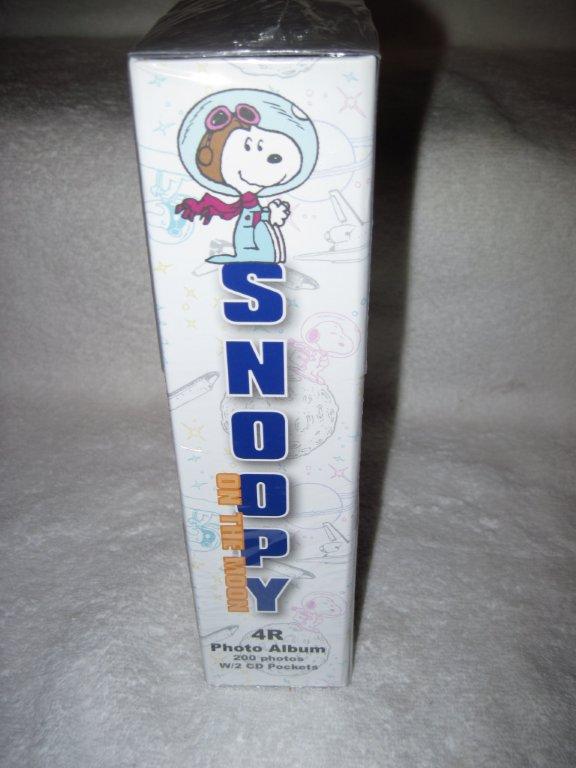 SNOOPY
ON THE MOON
4R
Photo Album
200 photos
W/2 CD Pockets